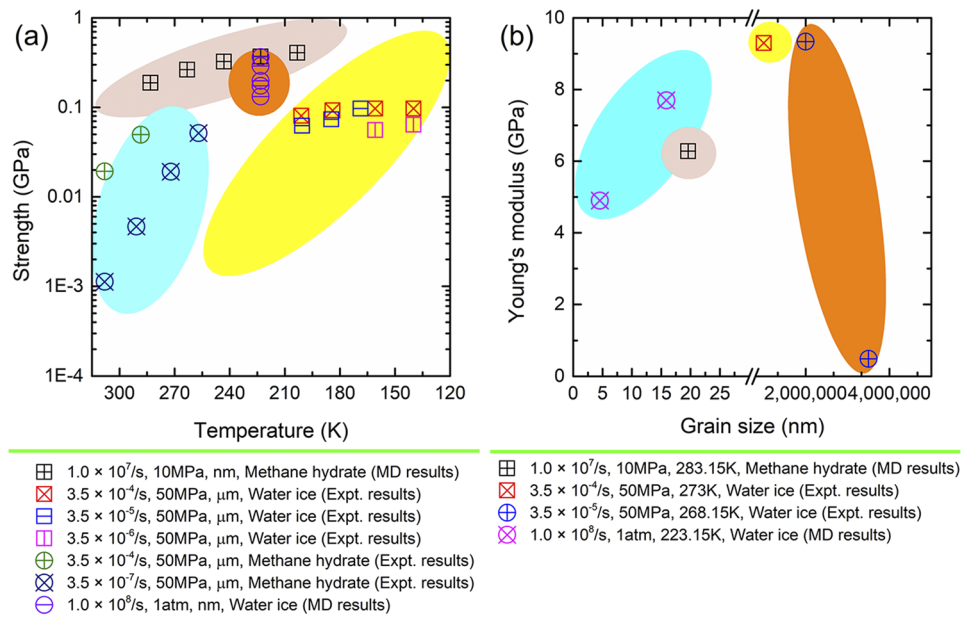 (a)
Strength (GPa)
1
0.1
0.01
1E-3
1E-4
300 270 240 210 180 150 120
Temperature (K)
1.0 × 10⁷/s, 10MPa, nm, Methane hydrate (MD results)
3.5 × 10⁻⁴/s, 50MPa, μm, Water ice (Expt. results)
3.5 × 10⁻⁵/s, 50MPa, μm, Water ice (Expt. results)
3.5 × 10⁻⁶/s, 50MPa, μm, Water ice (Expt. results)
3.5 × 10⁻⁴/s, 50MPa, μm, Methane hydrate (Expt. results)
3.5 × 10⁻⁷/s, 50MPa, μm, Methane hydrate (Expt. results)
1.0 × 10⁸/s, 1atm, nm, Water ice (MD results)
(b)
Young's modulus (GPa)
10
8
6
4
2
0
0 5 10 15 20 25 2,000,000 4,000,000
Grain size (nm)
1.0 × 10⁷/s, 10MPa, 283.15K, Methane hydrate (MD results)
3.5 × 10⁻⁴/s, 50MPa, 273K, Water ice (Expt. results)
3.5 × 10⁻⁵/s, 50MPa, 268.15K, Water ice (Expt. results)
1.0 × 10⁸/s, 1atm, 223.15K, Water ice (MD results)